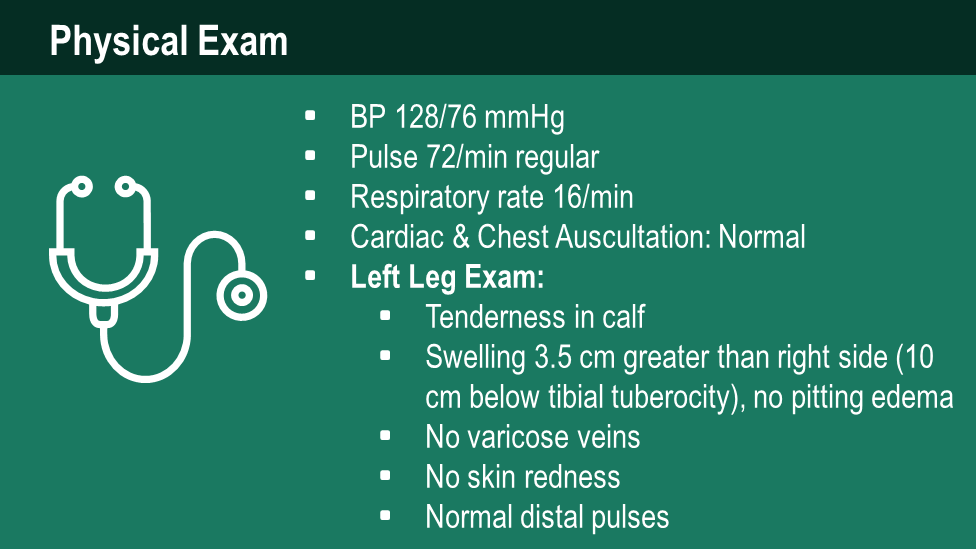 Physical Exam
▪ BP 128/76 mmHg
▪ Pulse 72/min regular
▪ Respiratory rate 16/min
▪ Cardiac & Chest Auscultation: Normal
▪ Left Leg Exam:
▪ Tenderness in calf
▪ Swelling 3.5 cm greater than right side (10
cm below tibial tuberocity), no pitting edema
▪ No varicose veins
▪ No skin redness
▪ Normal distal pulses